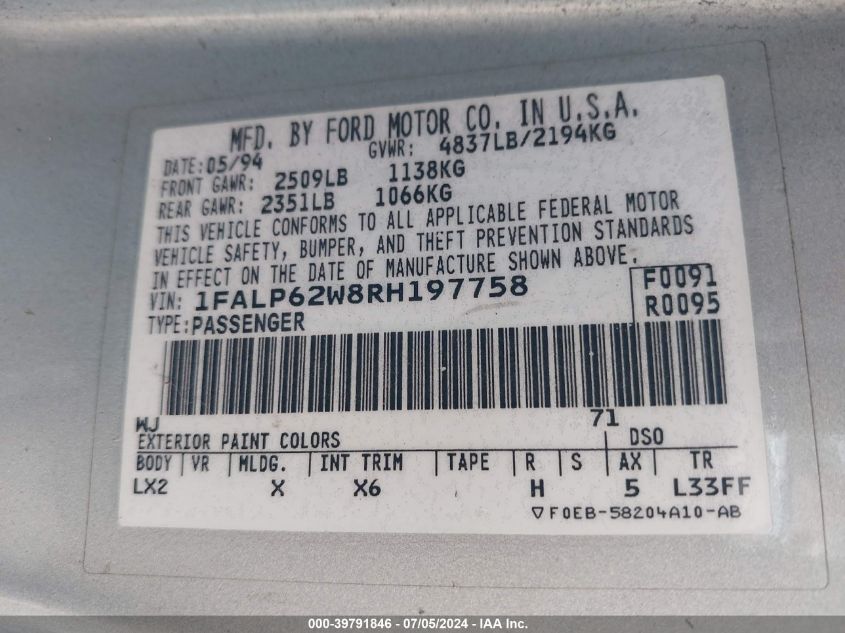 MFD. BY FORD MOTOR CO. IN U.S.A.
DATE: 05/94 GVWR: 4837LB/2194KG
FRONT GAWR: 2509LB 1138KG
REAR GAWR: 2351LB 1066KG
THIS VEHICLE CONFORMS TO ALL APPLICABLE FEDERAL MOTOR
VEHICLE SAFETY, BUMPER, AND THEFT PREVENTION STANDARDS
IN EFFECT ON THE DATE OF MANUFACTURE SHOWN ABOVE.
VIN: 1FALP62W8RH197758 F0091
TYPE: PASSENGER R0095
WJ 71
EXTERIOR PAINT COLORS DSO
BODY VR MLDG. INT TRIM TAPE R S AX TR
LX2 X X6 H 5 L33FF
▽F0EB-58204A10-AB
000-39791846 - 07/05/2024 - IAA Inc.